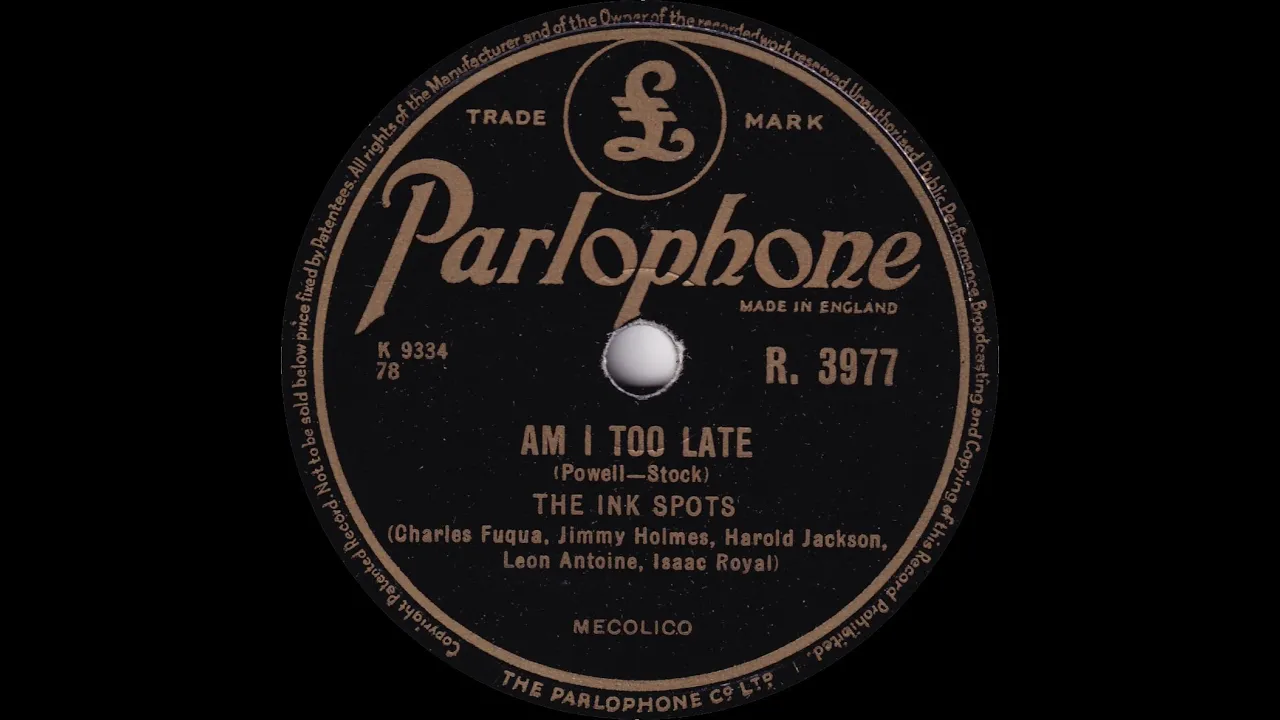 Copyright. Patented Record. Not to be sold below price fixed by Patentees. All rights of the Manufacturer and of the Owner of the recorded work reserved. Unauthorised Public Performance, Broadcasting and Copying of this Record Prohibited.
TRADE MARK
£
Parlophone
MADE IN ENGLAND
K 9334
78
R. 3977
AM I TOO LATE
(Powell—Stock)
THE INK SPOTS
(Charles Fuqua, Jimmy Holmes, Harold Jackson,
Leon Antoine, Isaac Royal)
MECOLICO
THE PARLOPHONE Cº LTº